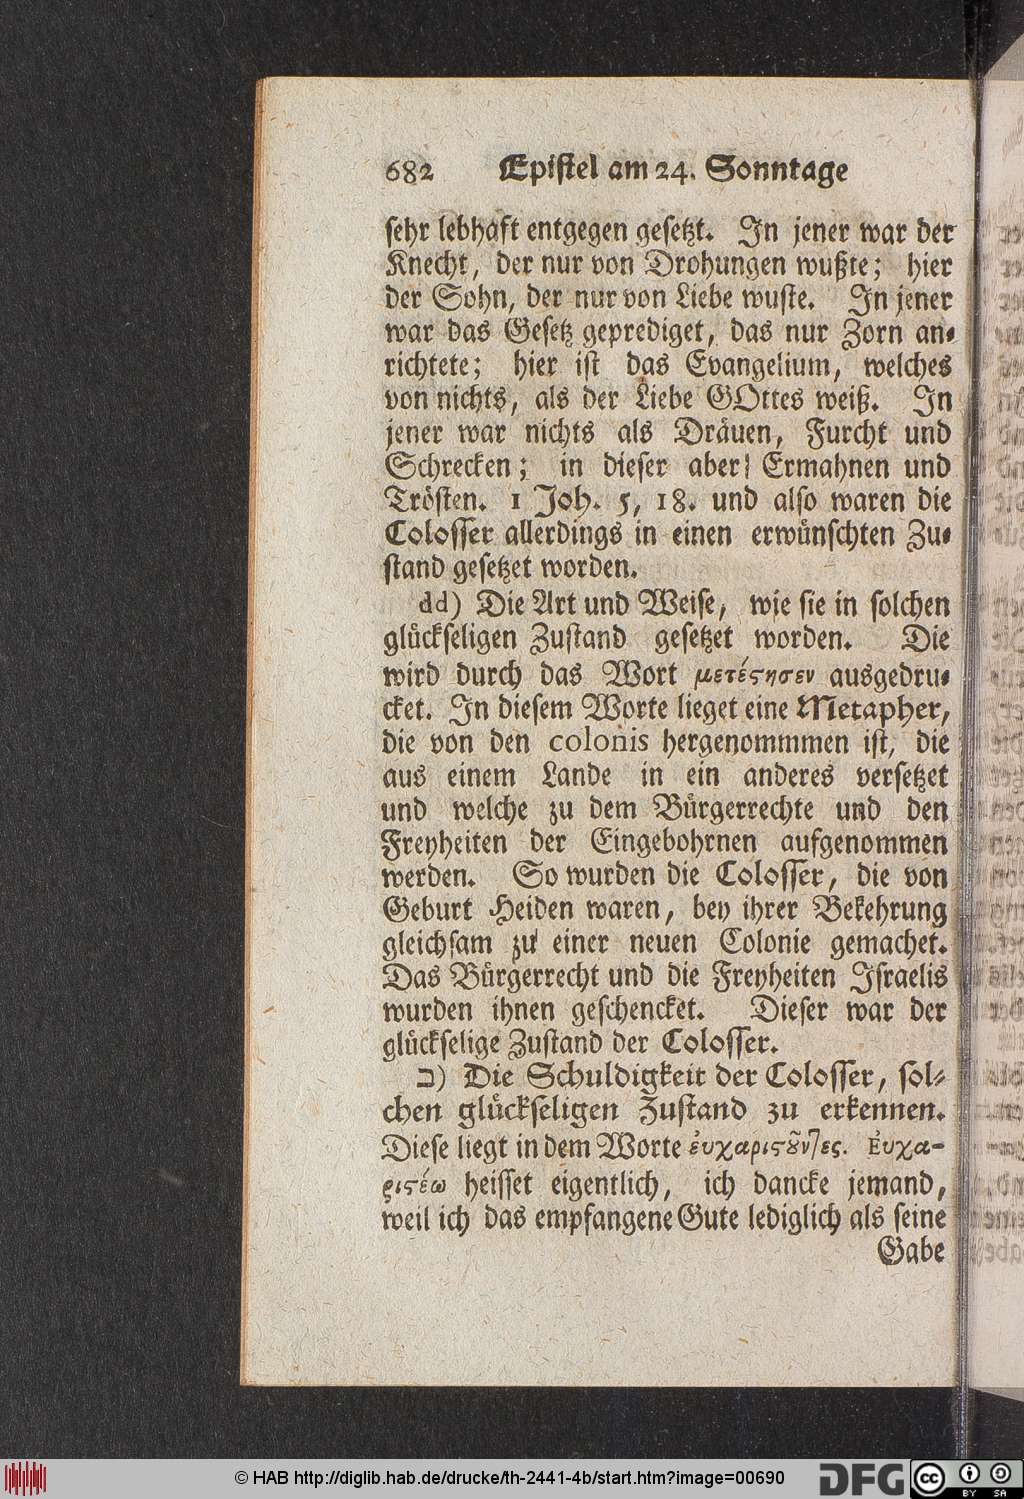 682 Epistel am 24. Sonntage
sehr lebhaft entgegen gesetzt. In jener war der
Knecht, der nur von Drohungen wußte; hier
der Sohn, der nur von Liebe wuste. In jener
war das Gesetz geprediget, das nur Zorn an-
richtete; hier ist das Evangelium, welches
von nichts, als der Liebe GOttes weiß. In
jener war nichts als Dräuen, Furcht und
Schrecken; in dieser aber Ermahnen und
Trösten. 1 Joh. 5, 18. und also waren die
Colosser allerdings in einen erwünschten Zu-
stand gesetzet worden.
dd) Die Art und Weise, wie sie in solchen
glückseligen Zustand gesetzet worden. Die
wird durch das Wort μετέςησεν ausgedru-
cket. In diesem Worte lieget eine Metapher,
die von den colonis hergenommmen ist, die
aus einem Lande in ein anderes versetzet
und welche zu dem Bürgerrechte und den
Freyheiten der Eingebohrnen aufgenommen
werden. So wurden die Colosser, die von
Geburt Heiden waren, bey ihrer Bekehrung
gleichsam zu einer neuen Colonie gemachet.
Das Bürgerrecht und die Freyheiten Israelis
wurden ihnen geschencket. Dieser war der
glückselige Zustand der Colosser.
ב) Die Schuldigkeit der Colosser, sol-
chen glückseligen Zustand zu erkennen.
Diese liegt in dem Worte ἐυχαριςȣ͂ντες. Ἐυχα-
ριςέω heisset eigentlich, ich dancke jemand,
weil ich das empfangene Gute lediglich als seine
Gabe
© HAB http://diglib.hab.de/drucke/th-2441-4b/start.htm?image=00690
DFG
cc BY SA